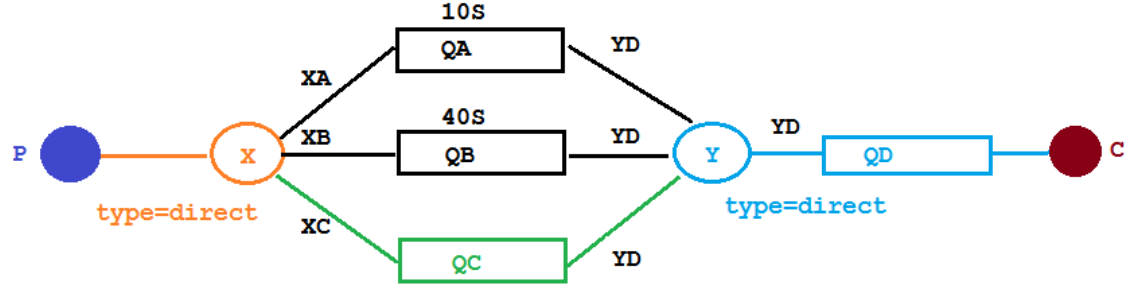 10S
QA
YD
XA
40S
XB
YD
YD
P
X
QB
Y
QD
C
type=direct
type=direct
XC
QC
YD